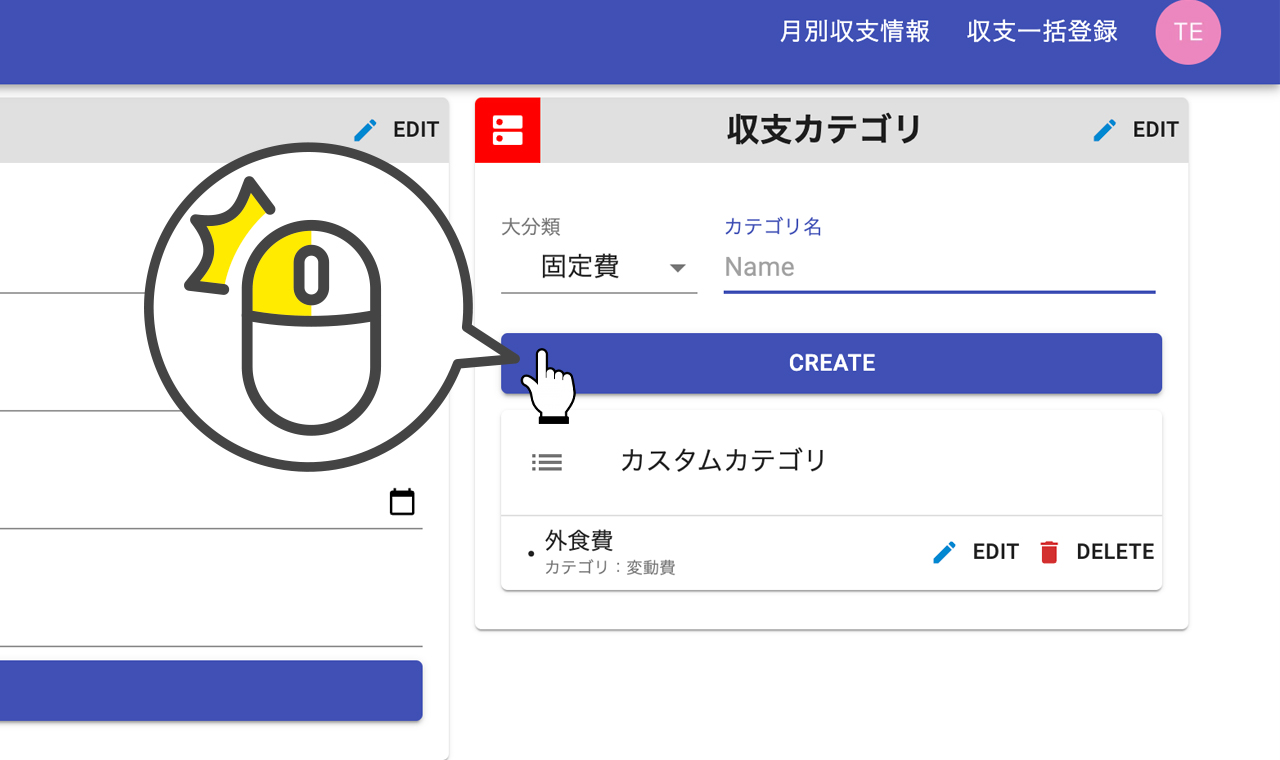 月別収支情報 収支一括登録 TE
EDIT
収支カテゴリ EDIT
大分類 カテゴリ名
固定費 Name
CREATE
カスタムカテゴリ
・外食費 EDIT DELETE
カテゴリ：変動費